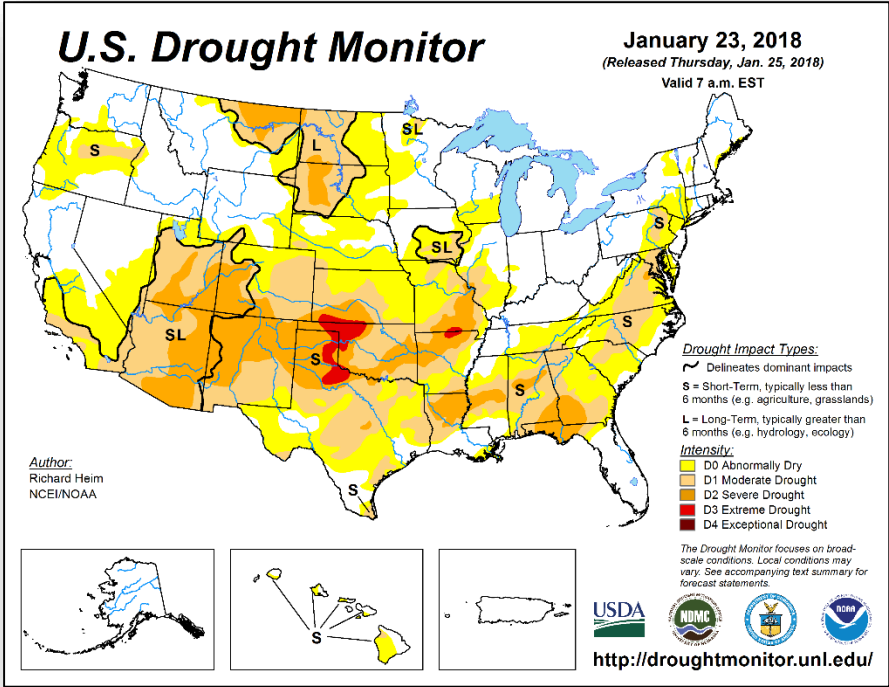 U.S. Drought Monitor
January 23, 2018
(Released Thursday, Jan. 25, 2018)
Valid 7 a.m. EST
S
L
SL
SL
S
SL
S
S
S
S
Drought Impact Types:
Delineates dominant impacts
S = Short-Term, typically less than
6 months (e.g. agriculture, grasslands)
L = Long-Term, typically greater than
6 months (e.g. hydrology, ecology)
Intensity:
D0 Abnormally Dry
D1 Moderate Drought
D2 Severe Drought
D3 Extreme Drought
D4 Exceptional Drought
Author:
Richard Heim
NCEI/NOAA
The Drought Monitor focuses on broad-
scale conditions. Local conditions may
vary. See accompanying text summary for
forecast statements.
S
USDA
NDMC
NOAA
http://droughtmonitor.unl.edu/